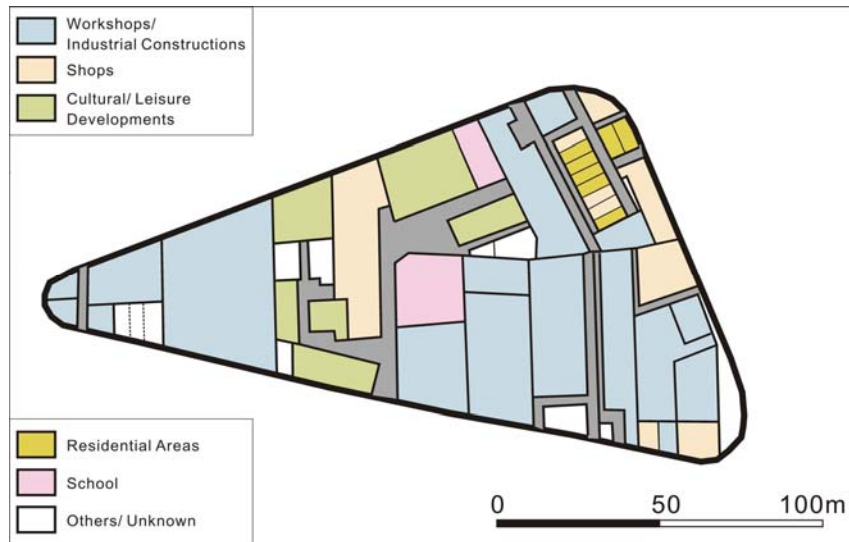 Workshops/
Industrial Constructions
Shops
Cultural/ Leisure
Developments
Residential Areas
School
Others/ Unknown
0 50 100m